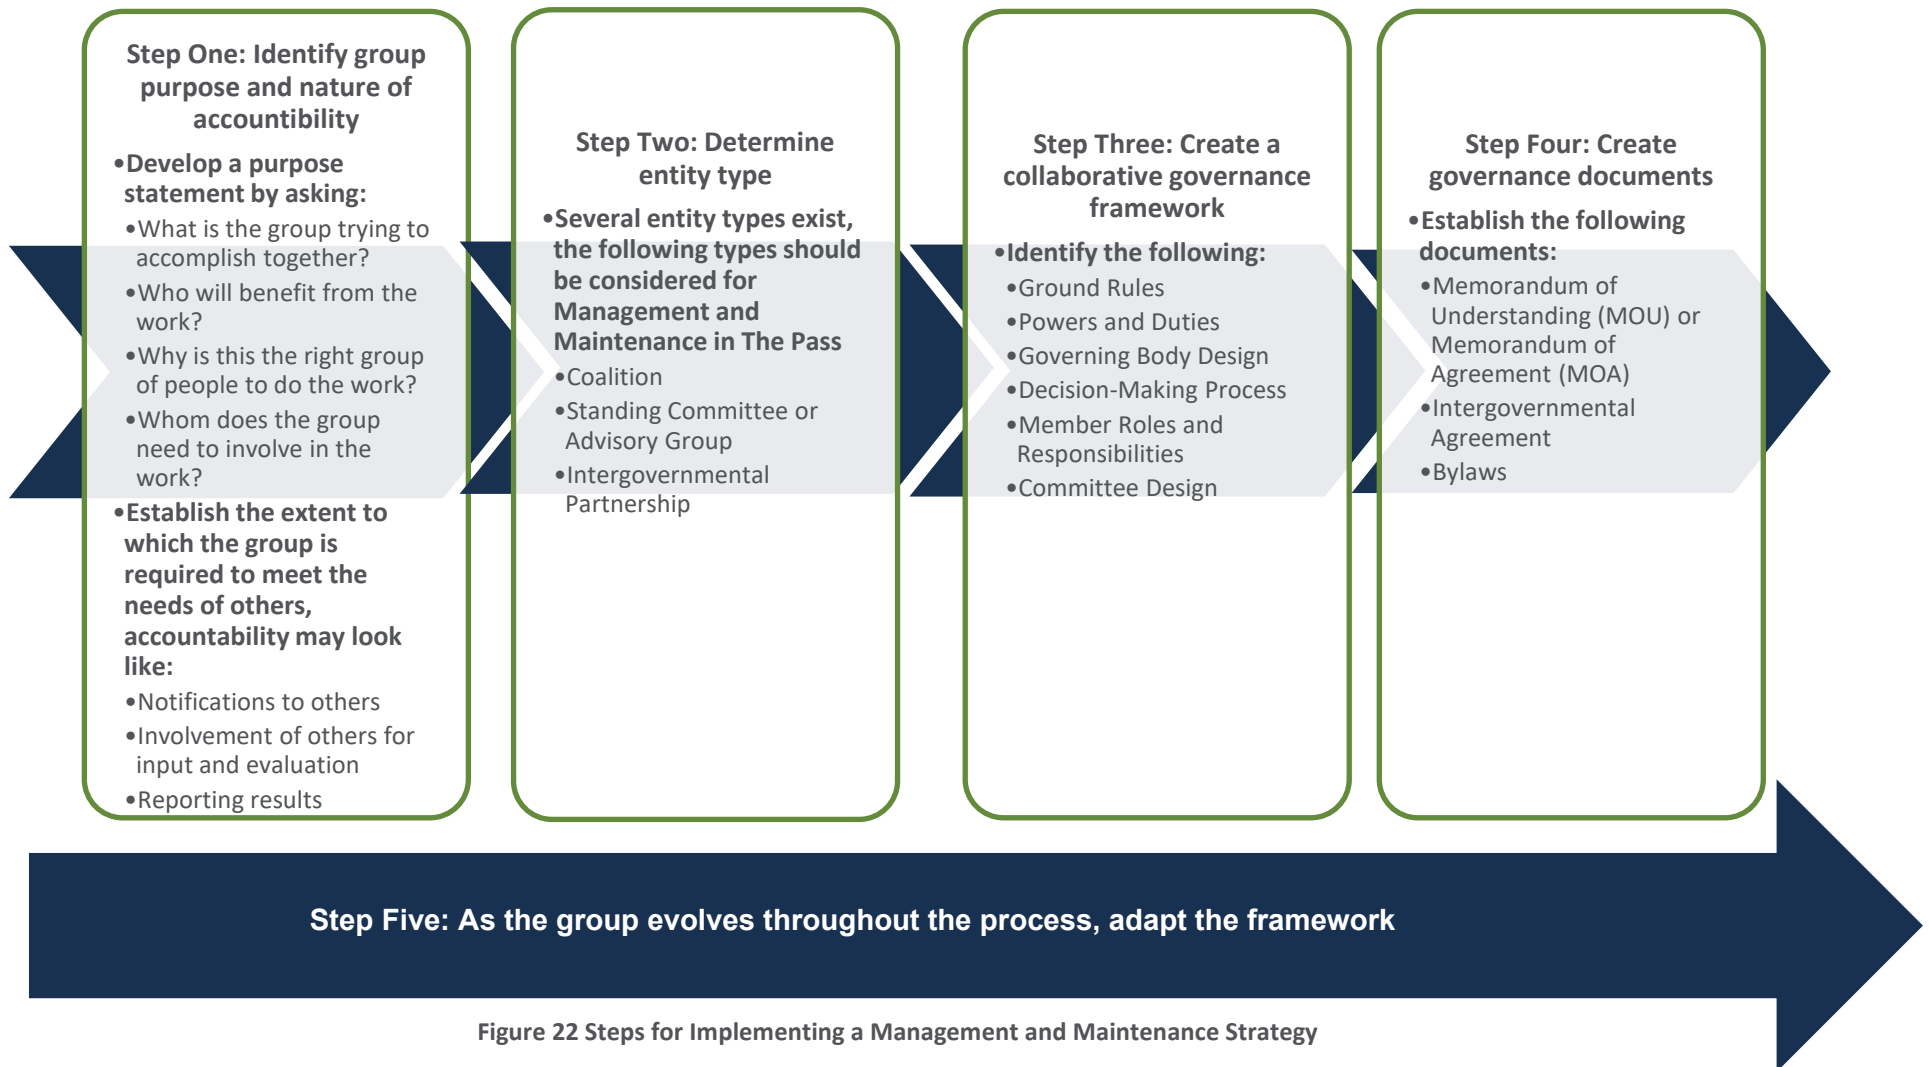 Step One: Identify group
purpose and nature of
accountibility
•Develop a purpose
statement by asking:
•What is the group trying to
accomplish together?
•Who will benefit from the
work?
•Why is this the right group
of people to do the work?
•Whom does the group
need to involve in the
work?
•Establish the extent to
which the group is
required to meet the
needs of others,
accountability may look
like:
•Notifications to others
•Involvement of others for
input and evaluation
•Reporting results
Step Two: Determine
entity type
•Several entity types exist,
the following types should
be considered for
Management and
Maintenance in The Pass
•Coalition
•Standing Committee or
Advisory Group
•Intergovernmental
Partnership
Step Three: Create a
collaborative governance
framework
•Identify the following:
•Ground Rules
•Powers and Duties
•Governing Body Design
•Decision-Making Process
•Member Roles and
Responsibilities
•Committee Design
Step Four: Create
governance documents
•Establish the following
documents:
•Memorandum of
Understanding (MOU) or
Memorandum of
Agreement (MOA)
•Intergovernmental
Agreement
•Bylaws
Step Five: As the group evolves throughout the process, adapt the framework
Figure 22 Steps for Implementing a Management and Maintenance Strategy